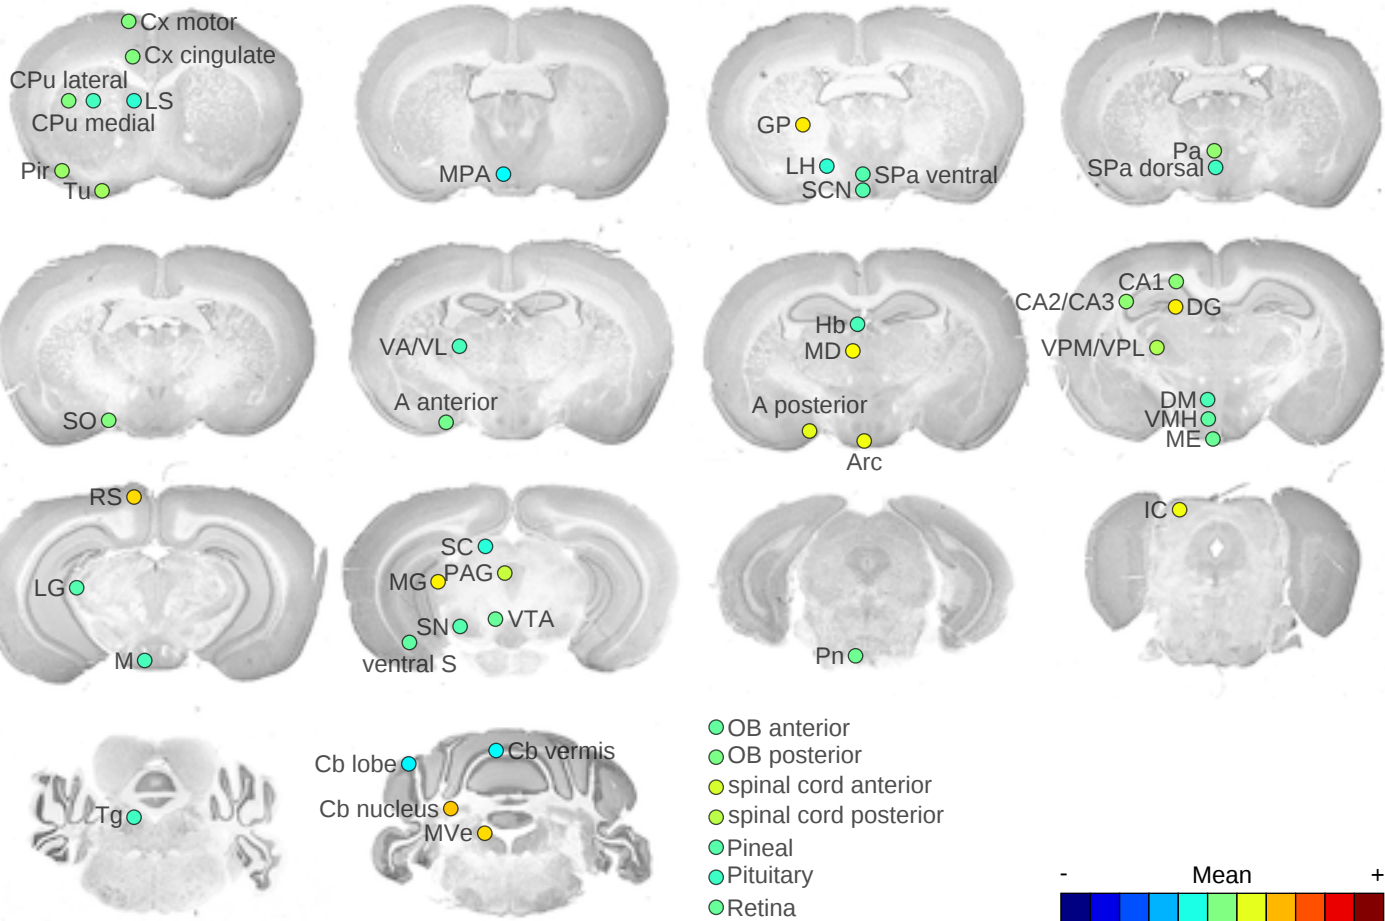 Cx motor
Cx cingulate
CPu lateral
LS
CPu medial
Pir
Tu
MPA
GP
LH
SPa ventral
SCN
Pa
SPa dorsal
SO
VA/VL
A anterior
Hb
MD
A posterior
Arc
CA1
CA2/CA3
DG
VPM/VPL
DM
VMH
ME
RS
LG
M
SC
PAG
MG
VTA
SN
ventral S
Pn
IC
Tg
Cb vermis
Cb lobe
Cb nucleus
MVe
OB anterior
OB posterior
spinal cord anterior
spinal cord posterior
Pineal
Pituitary
Retina
- Mean +